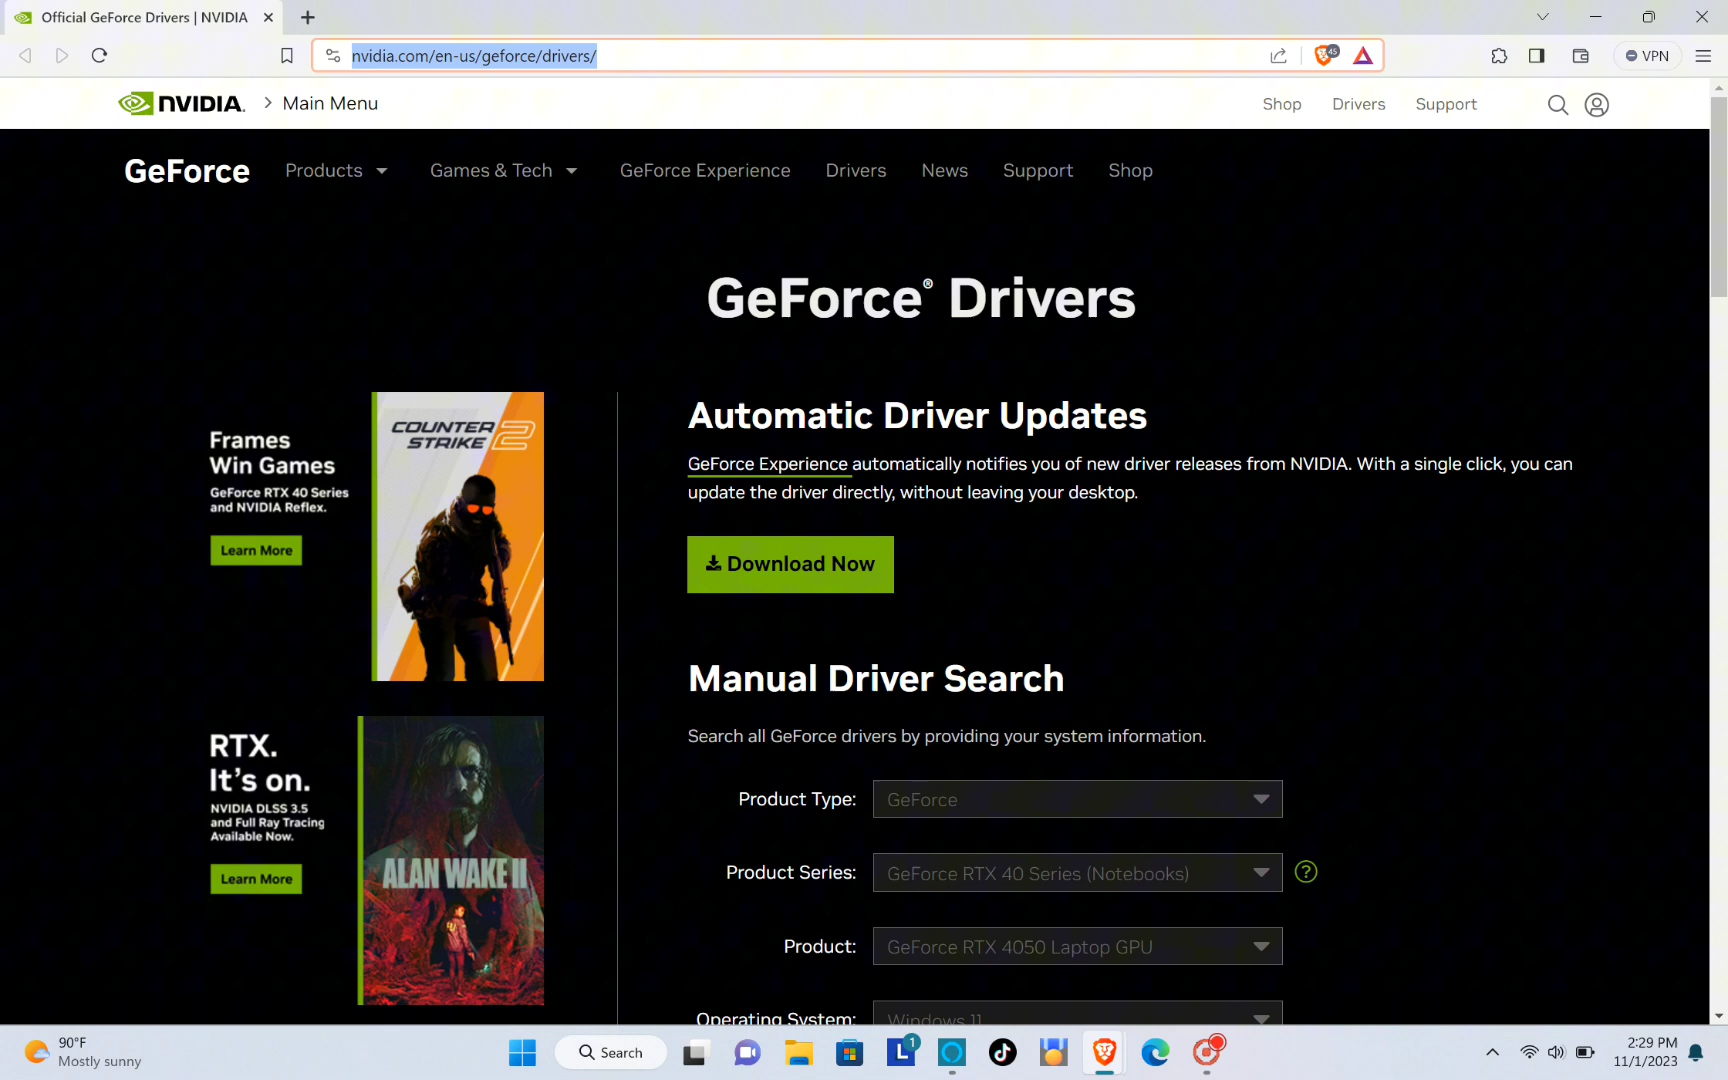 Official GeForce Drivers | NVIDIA
nvidia.com/en-us/geforce/drivers/
45
VPN
NVIDIA.
Main Menu
Shop
Drivers
Support
GeForce
Products
Games & Tech
GeForce Experience
Drivers
News
Support
Shop
GeForce® Drivers
Frames
Win Games
GeForce RTX 40 Series
and NVIDIA Reflex.
Learn More
COUNTER
STRIKE 2
RTX.
It's on.
NVIDIA DLSS 3.5
and Full Ray Tracing
Available Now.
Learn More
ALAN WAKE II
Automatic Driver Updates
GeForce Experience automatically notifies you of new driver releases from NVIDIA. With a single click, you can
update the driver directly, without leaving your desktop.
Download Now
Manual Driver Search
Search all GeForce drivers by providing your system information.
Product Type:
GeForce
Product Series:
GeForce RTX 40 Series (Notebooks)
?
Product:
GeForce RTX 4050 Laptop GPU
Operating System:
Windows 11
90°F
Mostly sunny
Search
L
1
2:29 PM
11/1/2023